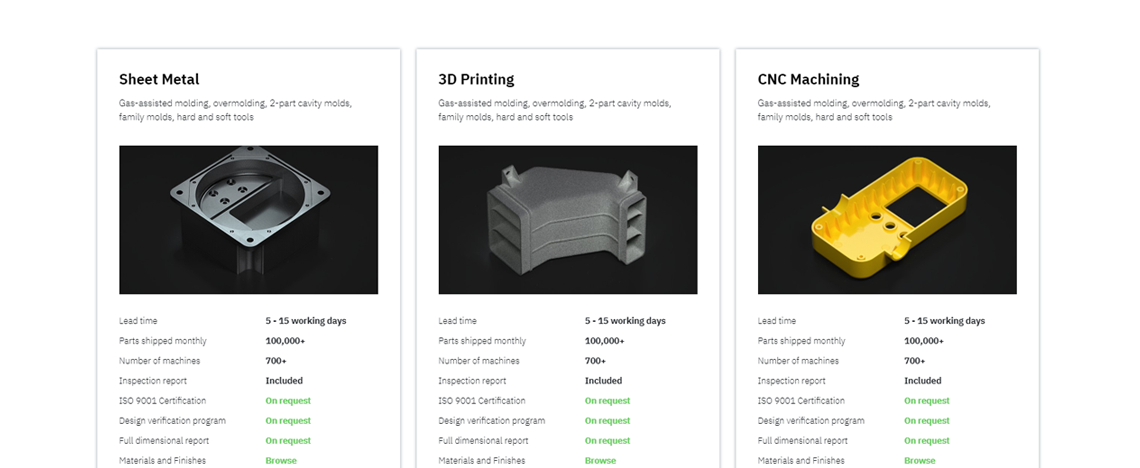 Sheet Metal
Gas-assisted molding, overmolding, 2-part cavity molds,
family molds, hard and soft tools
Lead time 5 - 15 working days
Parts shipped monthly 100,000+
Number of machines 700+
Inspection report Included
ISO 9001 Certification On request
Design verification program On request
Full dimensional report On request
Materials and Finishes Browse
3D Printing
Gas-assisted molding, overmolding, 2-part cavity molds,
family molds, hard and soft tools
Lead time 5 - 15 working days
Parts shipped monthly 100,000+
Number of machines 700+
Inspection report Included
ISO 9001 Certification On request
Design verification program On request
Full dimensional report On request
Materials and Finishes Browse
CNC Machining
Gas-assisted molding, overmolding, 2-part cavity molds,
family molds, hard and soft tools
Lead time 5 - 15 working days
Parts shipped monthly 100,000+
Number of machines 700+
Inspection report Included
ISO 9001 Certification On request
Design verification program On request
Full dimensional report On request
Materials and Finishes Browse